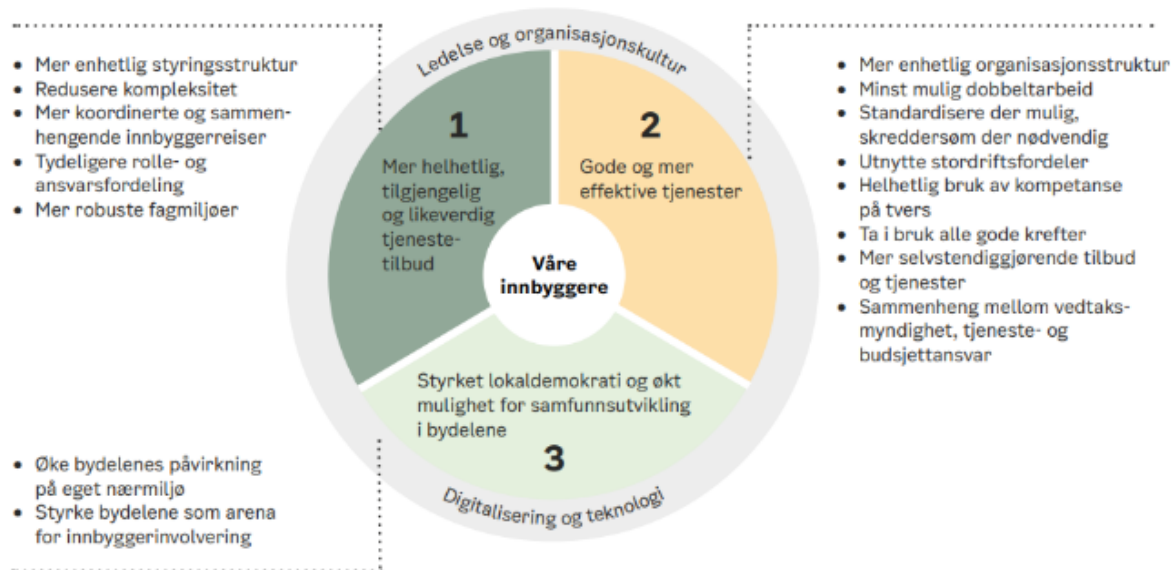 Ledelse og organisasjonskultur
• Mer enhetlig styringsstruktur
• Redusere kompleksitet
• Mer koordinerte og sammen-
hengende innbyggerreiser
• Tydeligere rolle- og
ansvarsfordeling
• Mer robuste fagmiljøer
1
Mer helhetlig,
tilgjengelig
og likeverdig
tjeneste-
tilbud
2
Gode og mer
effektive tjenester
• Mer enhetlig organisasjonsstruktur
• Minst mulig dobbeltarbeid
• Standardisere der mulig,
skreddersøm der nødvendig
• Utnytte stordriftsfordeler
• Helhetlig bruk av kompetanse
på tvers
• Ta i bruk alle gode krefter
• Mer selvstendiggjørende tilbud
og tjenester
• Sammenheng mellom vedtaks-
myndighet, tjeneste- og
budsjettansvar
Våre
innbyggere
Styrket lokaldemokrati og økt
mulighet for samfunnsutvikling
i bydelene
3
• Øke bydelenes påvirkning
på eget nærmiljø
• Styrke bydelene som arena
for innbyggerinvolvering
Digitalisering og teknologi